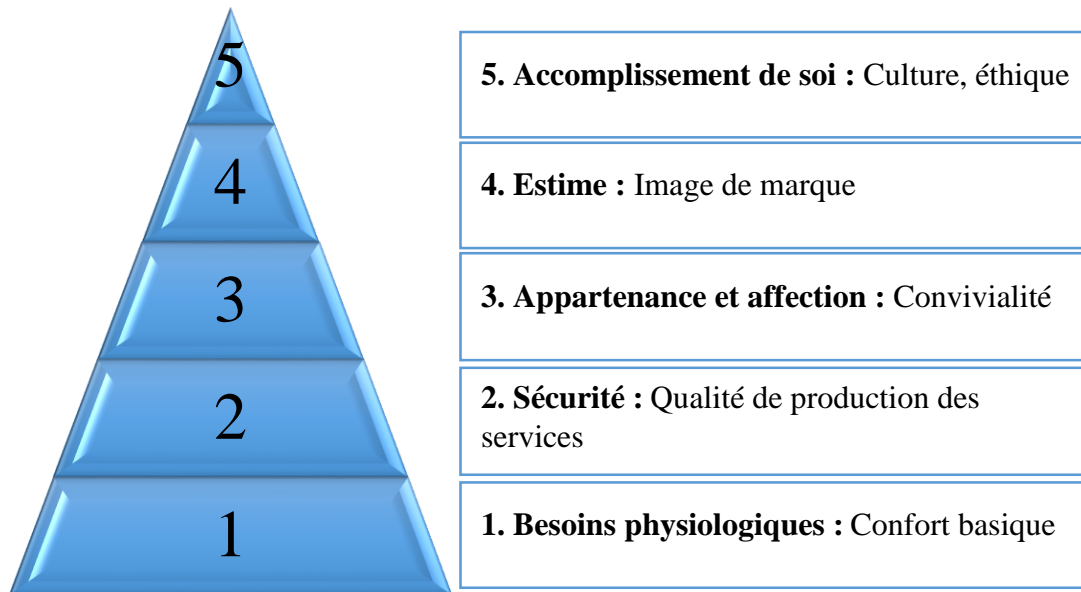 5
5. Accomplissement de soi : Culture, éthique
4
4. Estime : Image de marque
3
3. Appartenance et affection : Convivialité
2
2. Sécurité : Qualité de production des
services
1
1. Besoins physiologiques : Confort basique